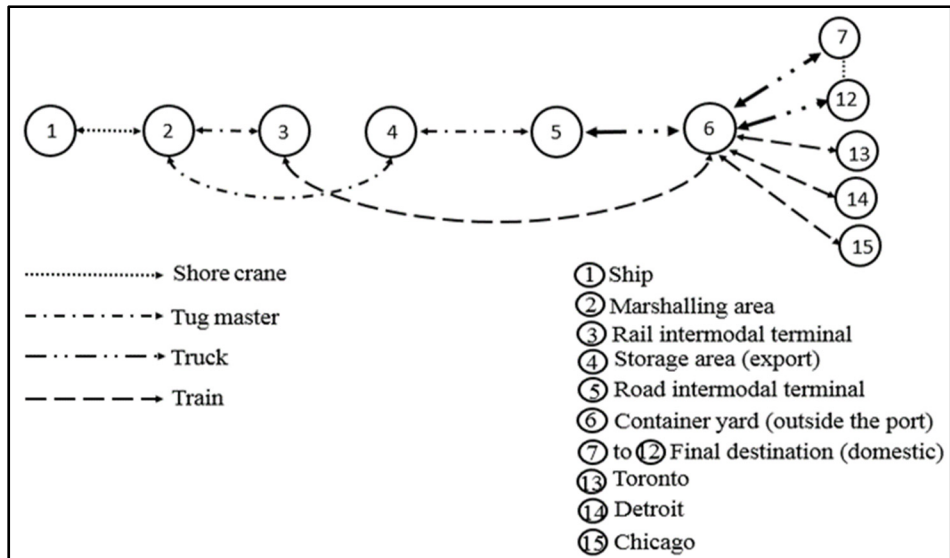 7
1 2 3 4 5 6 12
13
14
15
Shore crane
Tug master
Truck
Train
1 Ship
2 Marshalling area
3 Rail intermodal terminal
4 Storage area (export)
5 Road intermodal terminal
6 Container yard (outside the port)
7 to 12 Final destination (domestic)
13 Toronto
14 Detroit
15 Chicago